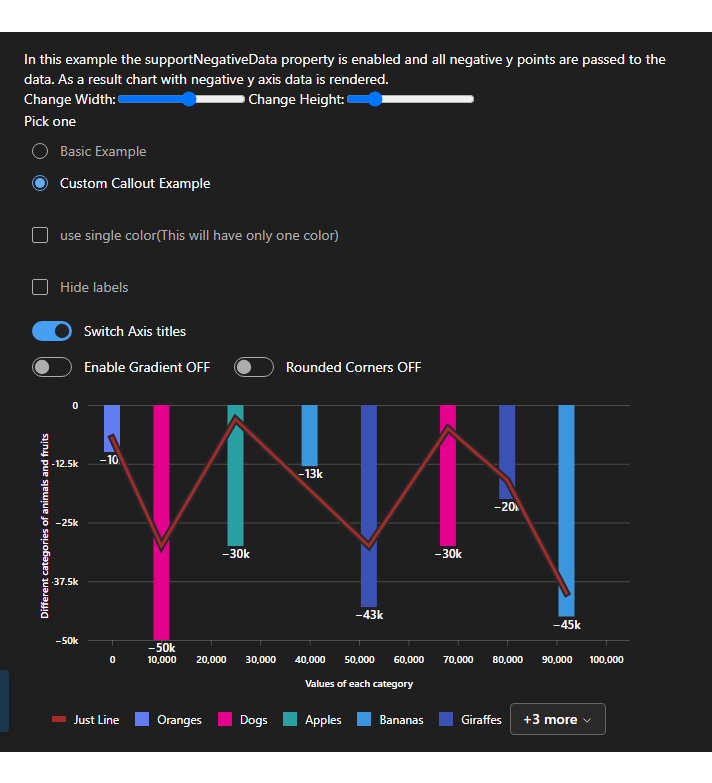 In this example the supportNegativeData property is enabled and all negative y points are passed to the
data. As a result chart with negative y axis data is rendered.
Change Width: Change Height:
Pick one
Basic Example
Custom Callout Example
use single color(This will have only one color)
Hide labels
Switch Axis titles
Enable Gradient OFF Rounded Corners OFF
Different categories of animals and fruits
0
−12.5k
−25k
−37.5k
−50k
−10
−50k
−30k
−13k
−43k
−30k
−20k
−45k
0 10,000 20,000 30,000 40,000 50,000 60,000 70,000 80,000 90,000 100,000
Values of each category
Just Line Oranges Dogs Apples Bananas Giraffes +3 more